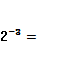 2⁻³ =